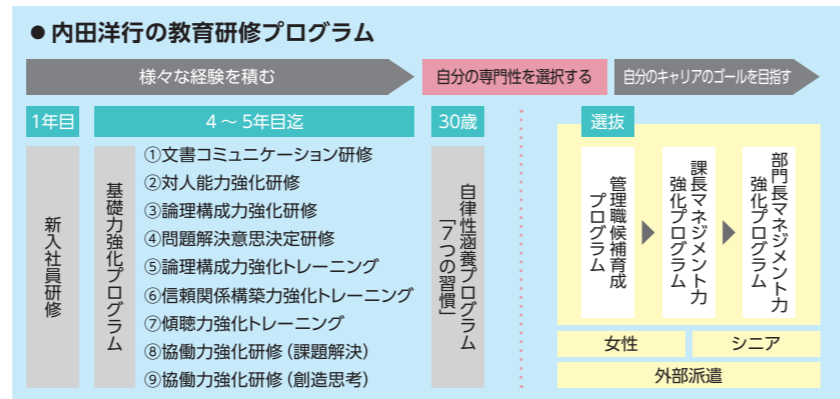 ●内田洋行の教育研修プログラム
様々な経験を積む
自分の専門性を選択する
自分のキャリアのゴールを目指す
1年目
4～5年目迄
30歳
選抜
新入社員研修
基礎力強化プログラム
①文書コミュニケーション研修
②対人能力強化研修
③論理構成力強化研修
④問題解決意思決定研修
⑤論理構成力強化トレーニング
⑥信頼関係構築力強化トレーニング
⑦傾聴力強化トレーニング
⑧協働力強化研修（課題解決）
⑨協働力強化研修（創造思考）
自律性涵養プログラム
「7つの習慣」
管理職候補育成
プログラム
課長マネジメント力
強化プログラム
部門長マネジメント力
強化プログラム
女性
シニア
外部派遣